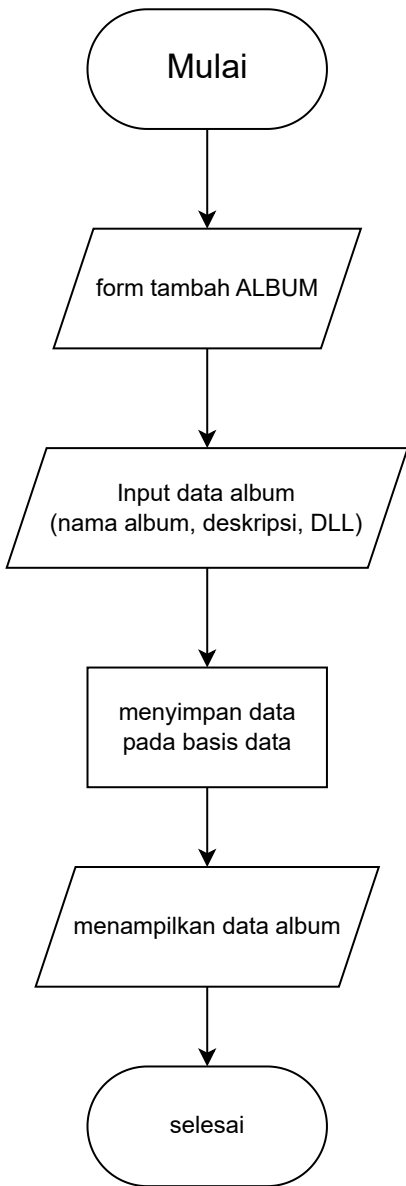 Mulai
form tambah ALBUM
Input data album
(nama album, deskripsi, DLL)
menyimpan data
pada basis data
menampilkan data album
selesai